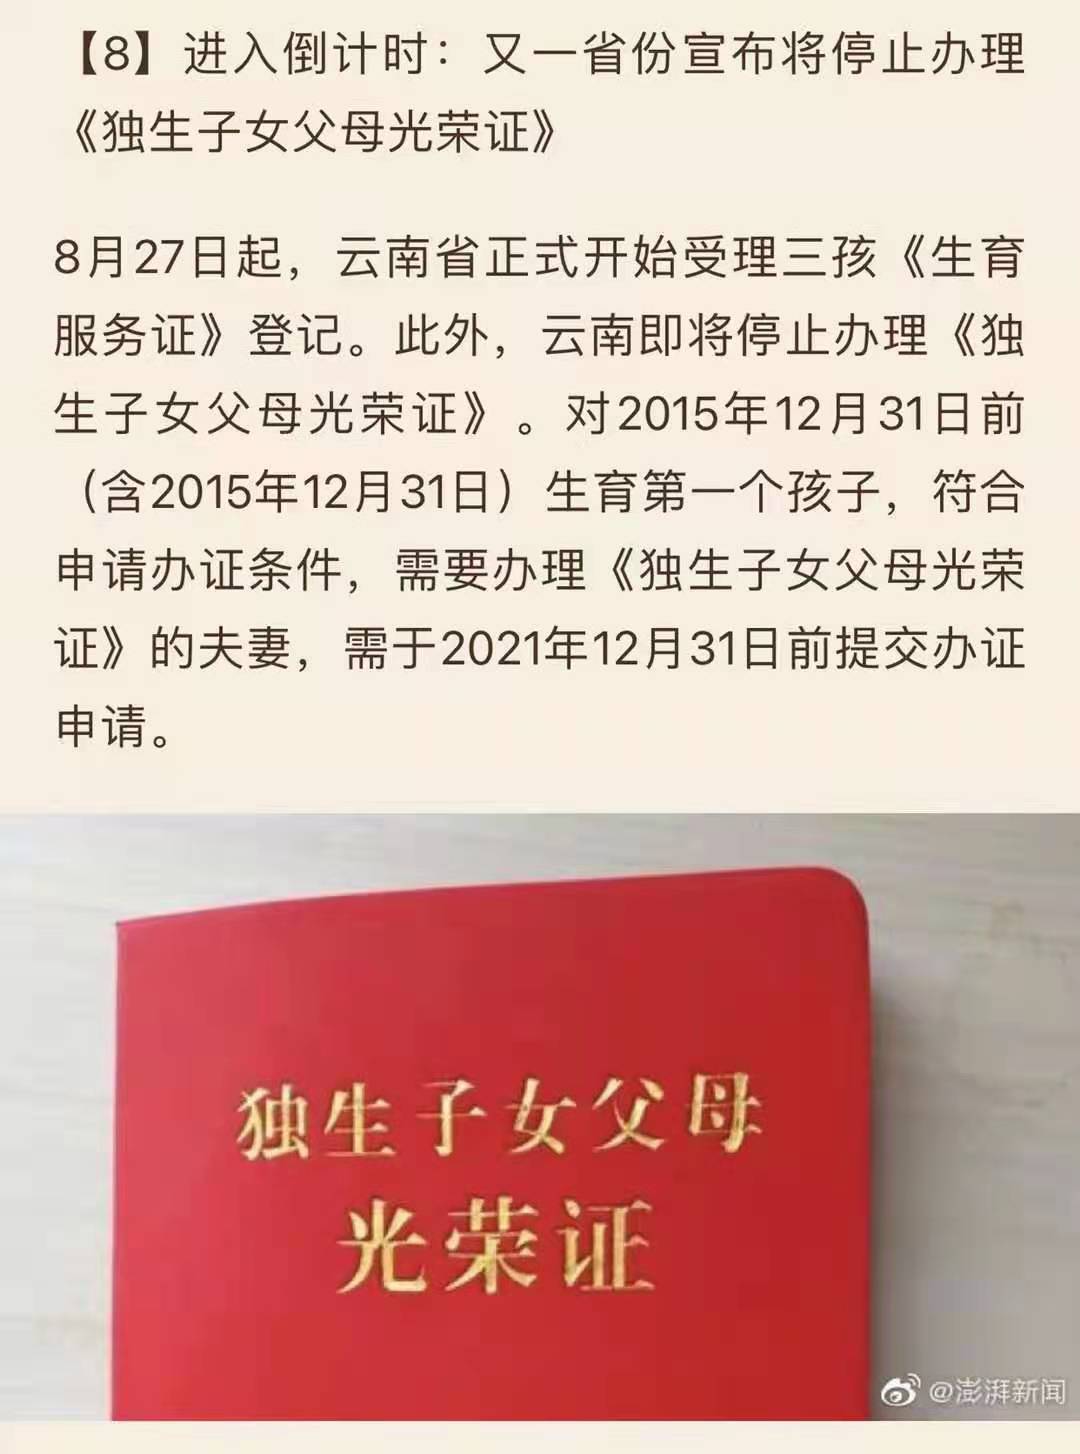 【8】进入倒计时：又一省份宣布将停止办理
《独生子女父母光荣证》
8月27日起，云南省正式开始受理三孩《生育
服务证》登记。此外，云南即将停止办理《独
生子女父母光荣证》。对2015年12月31日前
（含2015年12月31日）生育第一个孩子，符合
申请办证条件，需要办理《独生子女父母光荣
证》的夫妻，需于2021年12月31日前提交办证
申请。
独生子女父母
光荣证
@澎湃新闻